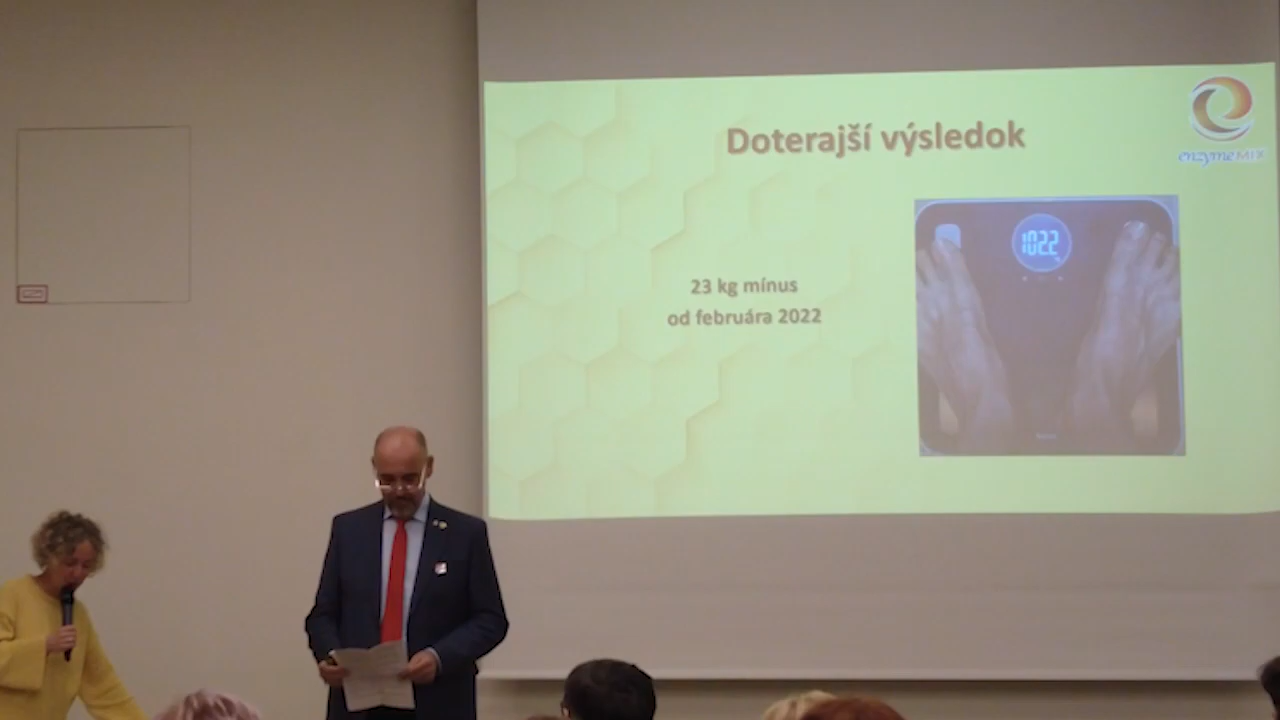 Doterajší výsledok
enzymeMIX
102.2
23 kg mínus
od februára 2022